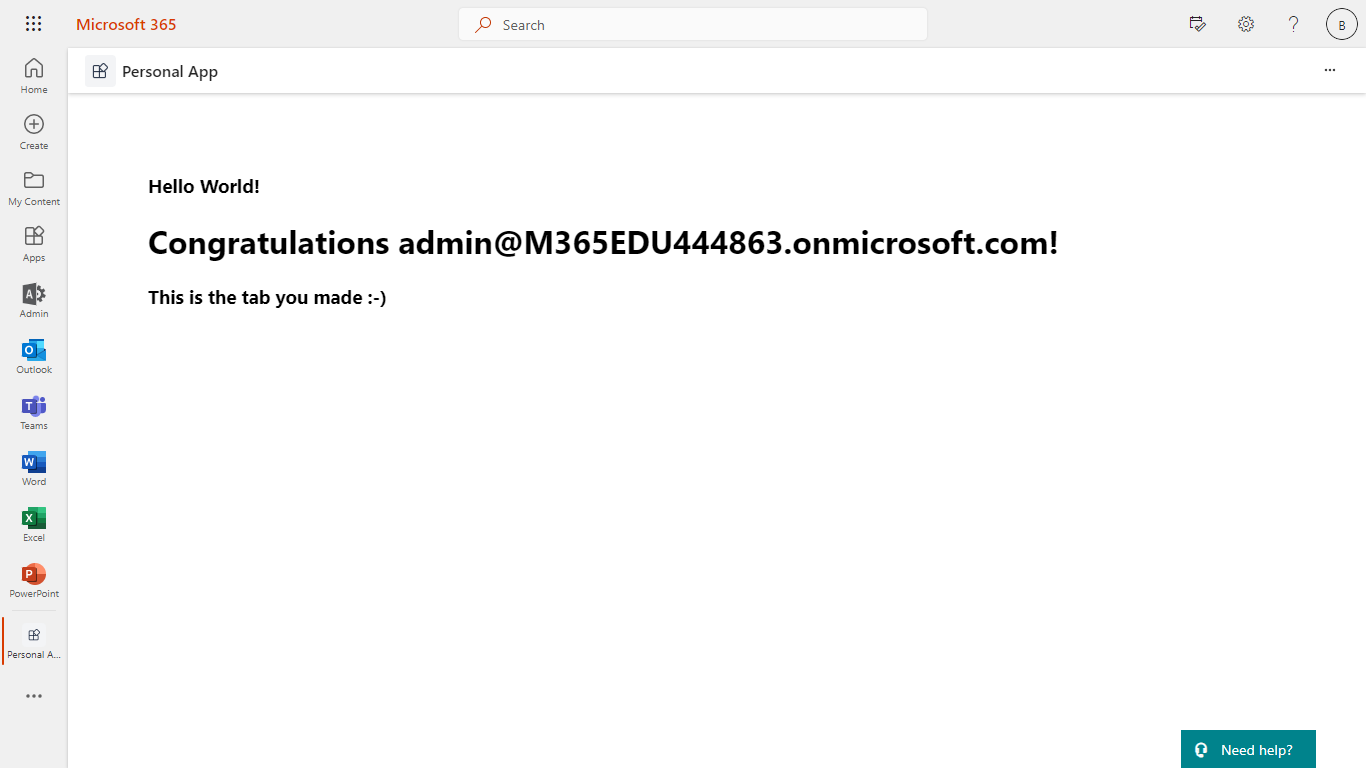 Microsoft 365
Search
B
Home
Create
My Content
Apps
Admin
Outlook
Teams
Word
Excel
PowerPoint
Personal A...
Personal App
Hello World!
Congratulations admin@M365EDU444863.onmicrosoft.com!
This is the tab you made :-)
Need help?